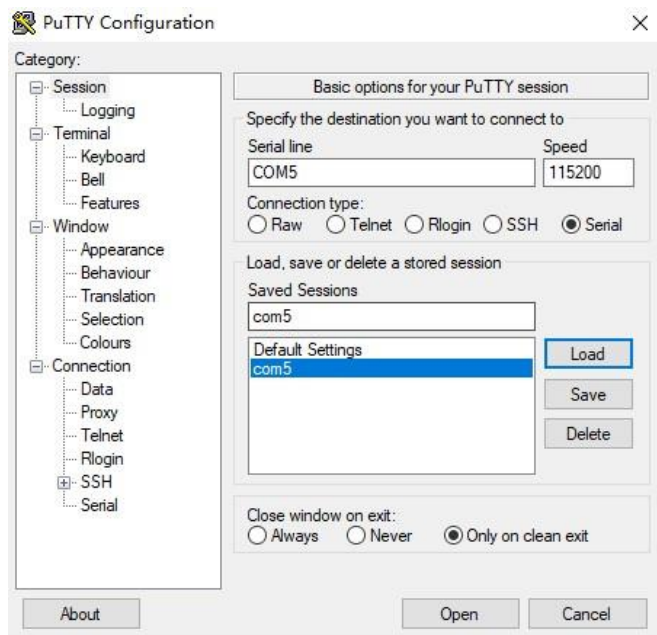 PuTTY Configuration
Category:
Session
Logging
Terminal
Keyboard
Bell
Features
Window
Appearance
Behaviour
Translation
Selection
Colours
Connection
Data
Proxy
Telnet
Rlogin
SSH
Serial
Basic options for your PuTTY session
Specify the destination you want to connect to
Serial line Speed
COM5 115200
Connection type:
Raw Telnet Rlogin SSH Serial
Load, save or delete a stored session
Saved Sessions
com5
Default Settings
com5
Load
Save
Delete
Close window on exit:
Always Never Only on clean exit
About Open Cancel